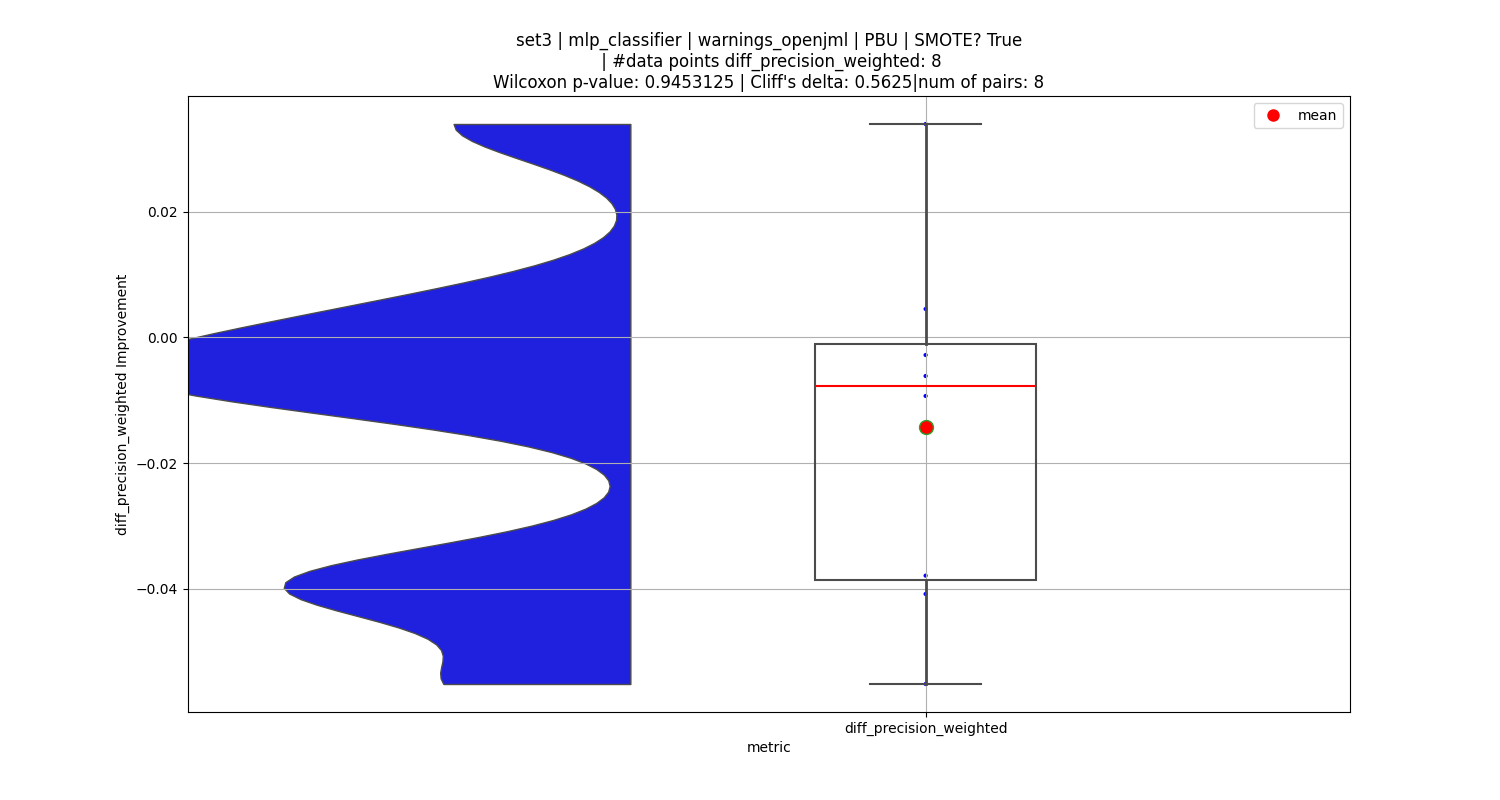 set3 | mlp_classifier | warnings_openjml | PBU | SMOTE? True
| #data points diff_precision_weighted: 8
Wilcoxon p-value: 0.9453125 | Cliff's delta: 0.5625|num of pairs: 8
mean
0.02
0.00
−0.02
−0.04
diff_precision_weighted Improvement
diff_precision_weighted
metric